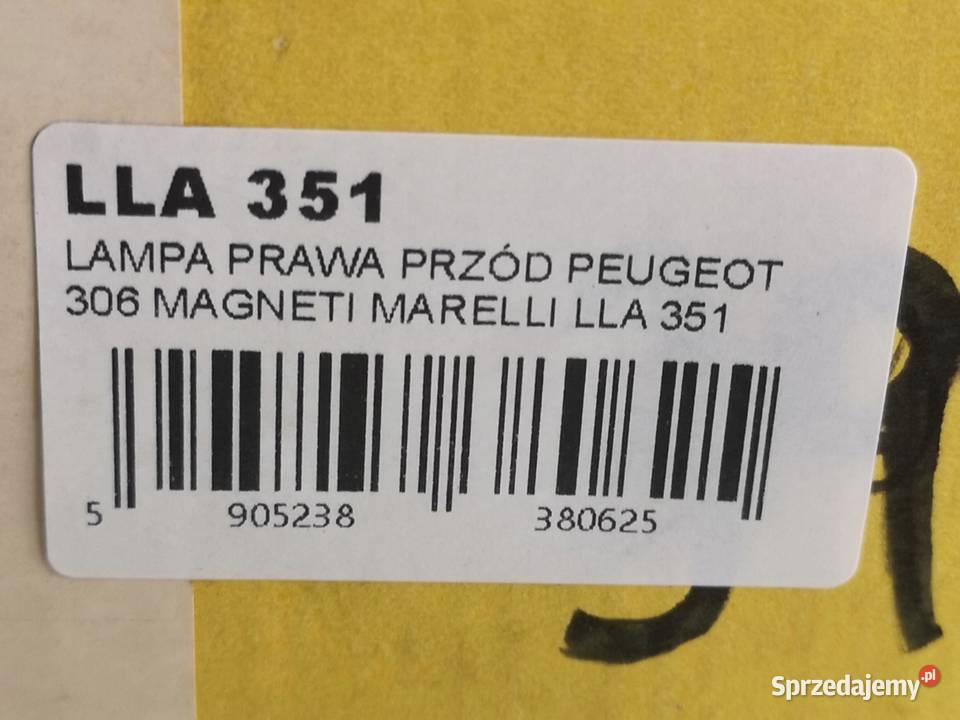 LLA 351
LAMPA PRAWA PRZÓD PEUGEOT
306 MAGNETI MARELLI LLA 351
5 905238 380625
Sprzedajemy.pl